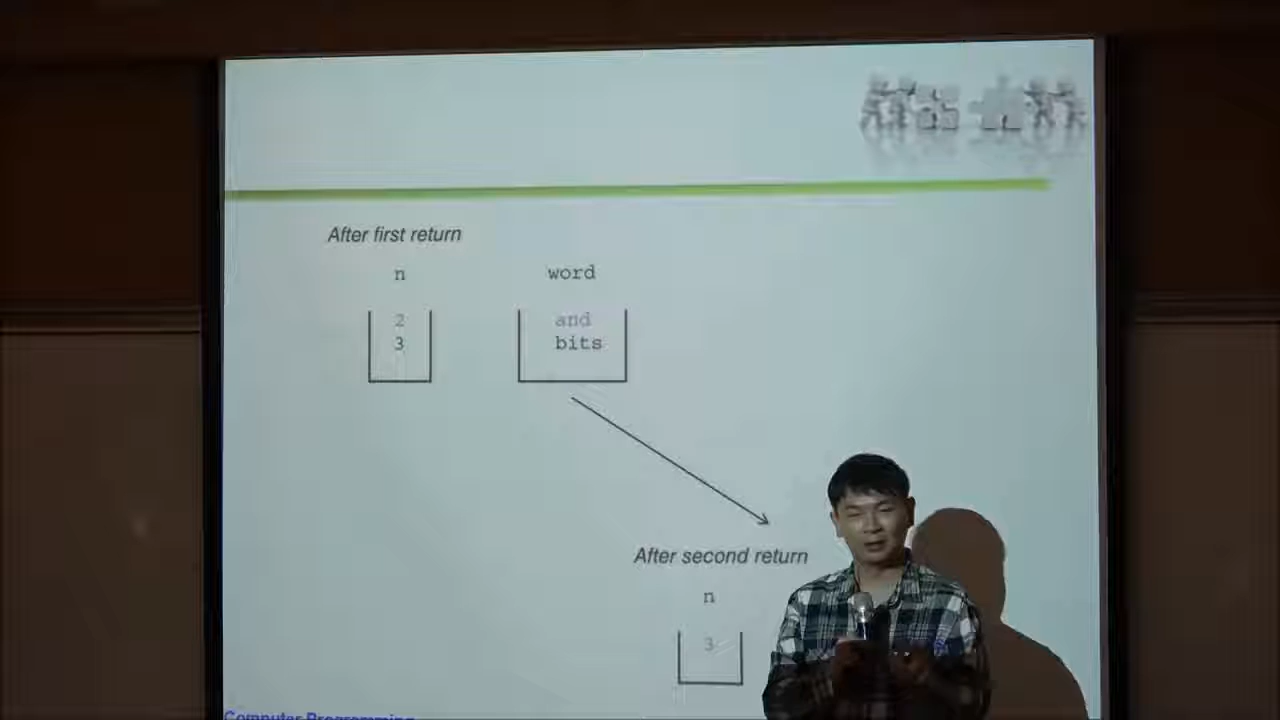 After first return
n word
2 and
3 bits
After second return
n
3
Computer Programming